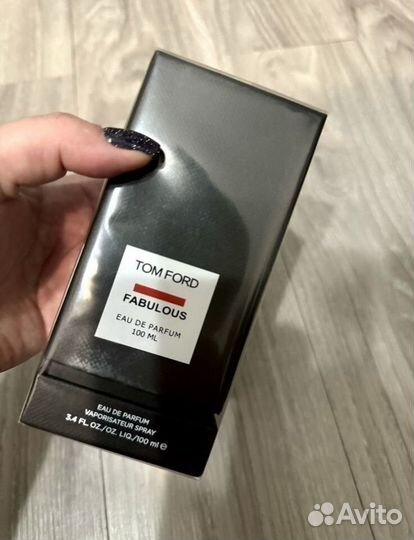 TOM FORD
FABULOUS
EAU DE PARFUM
100 ML
EAU DE PARFUM
VAPORISATEUR SPRAY
3.4 FL. OZ./OZ. LIQ./100 ml e
Avito